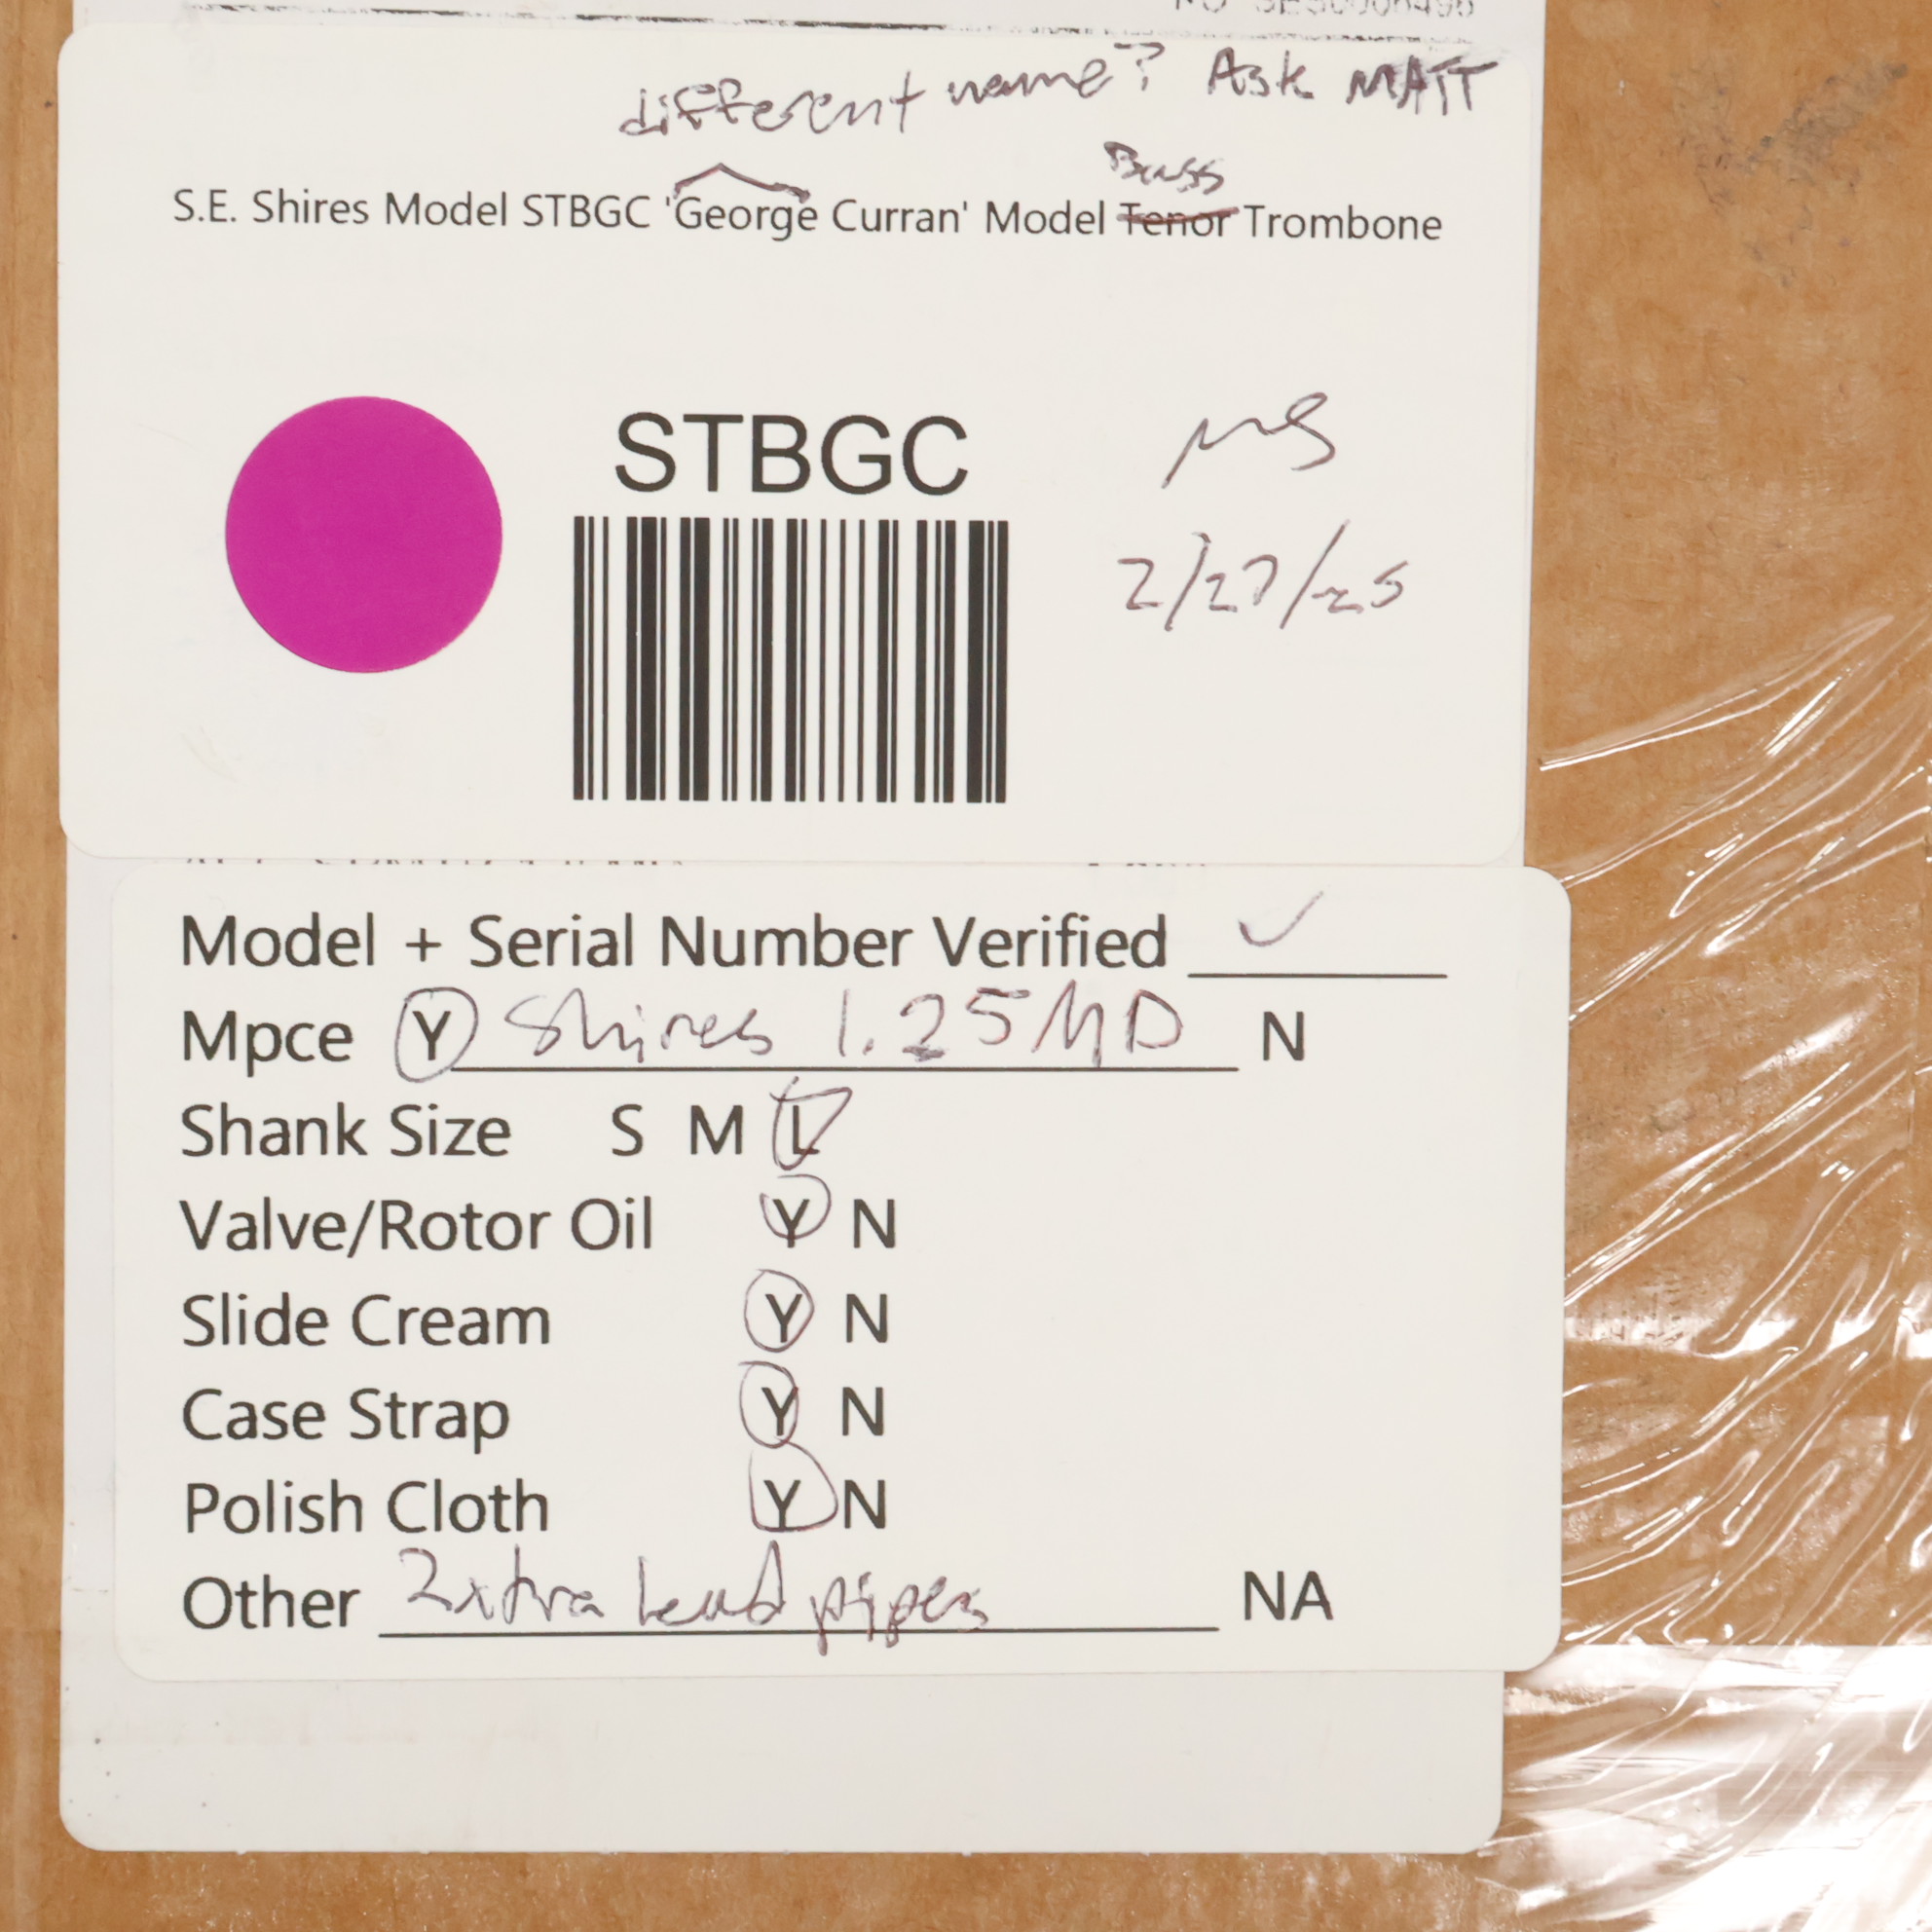 different name? Ask MATT
Bass
S.E. Shires Model STBGC 'George Curran' Model Tenor Trombone
STBGC
2/27/25
Model + Serial Number Verified ✓
Mpce Y Shires 1.25MD N
Shank Size S M L
Valve/Rotor Oil Y N
Slide Cream Y N
Case Strap Y N
Polish Cloth Y N
Other 2xtra Lead pipes NA